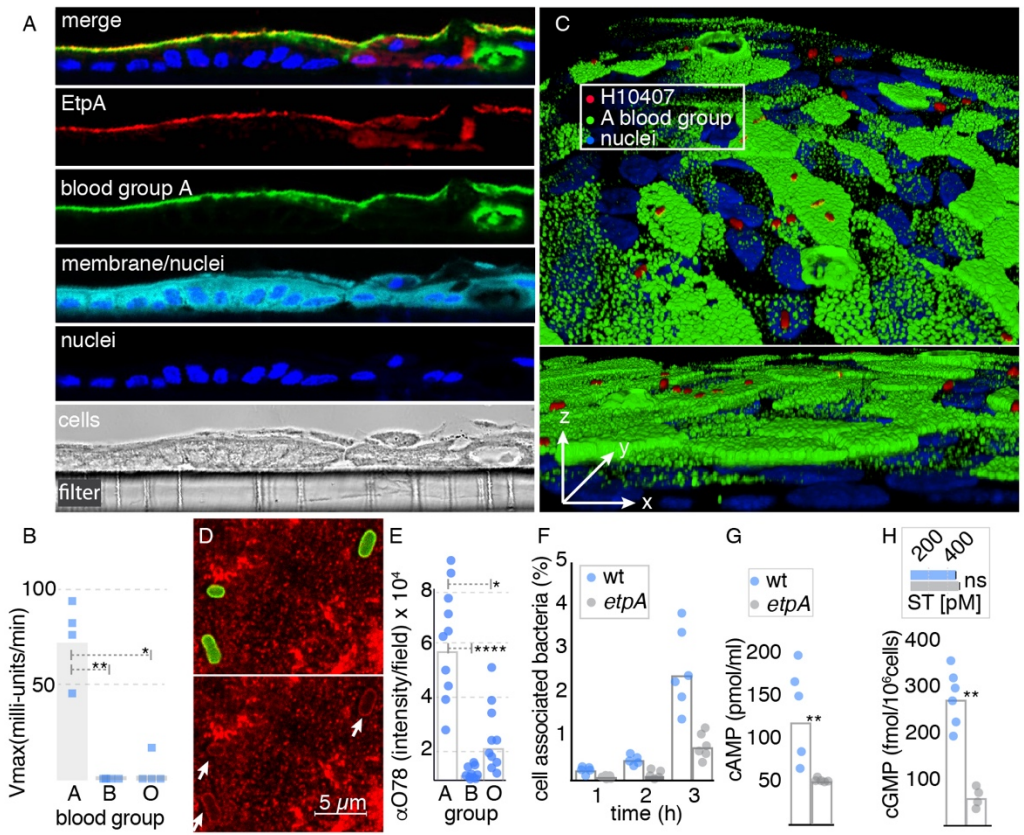 A
merge
EtpA
blood group A
membrane/nuclei
nuclei
cells
filter
C
H10407
A blood group
nuclei
z
y
x
B
Vmax(milli-units/min)
100
50
*
**
A B O
blood group
D
5 µm
E
αO78 (intensity/field) x 10⁴
8
6
4
2
*
****
A B O
group
F
cell associated bacteria (%)
5
4
3
2
1
wt
etpA
1 2 3
time (h)
G
wt
etpA
cAMP (pmol/ml)
200
150
100
50
**
H
200 400
ns
ST [pM]
cGMP (fmol/10⁶cells)
400
300
200
100
**